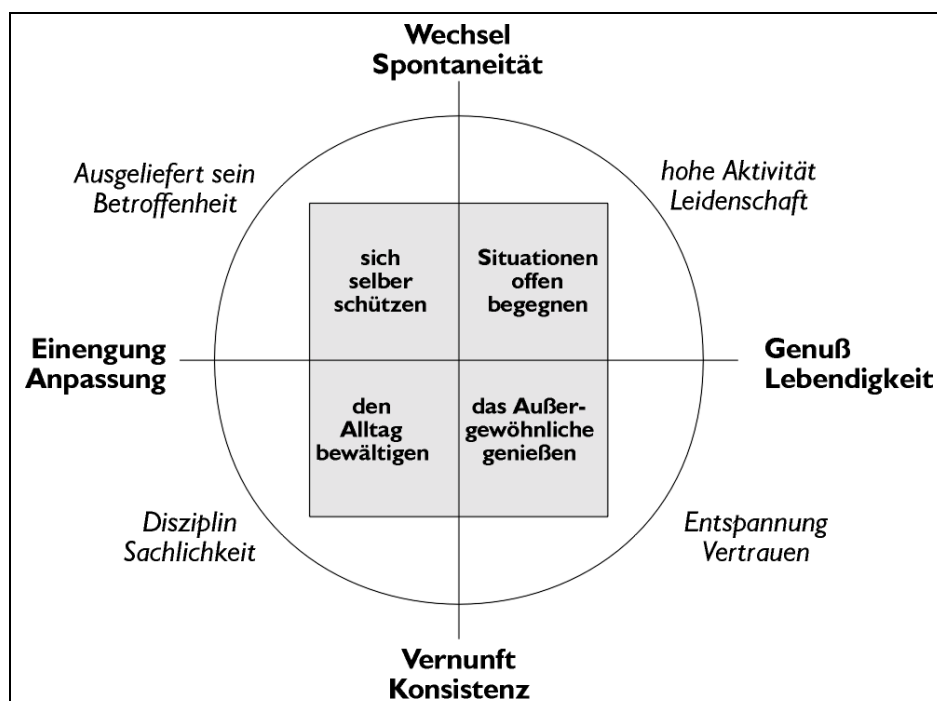 Wechsel
Spontaneität
Ausgeliefert sein
Betroffenheit
hohe Aktivität
Leidenschaft
sich
selber
schützen
Situationen
offen
begegnen
Einengung
Anpassung
Genuß
Lebendigkeit
den
Alltag
bewältigen
das Außer-
gewöhnliche
genießen
Disziplin
Sachlichkeit
Entspannung
Vertrauen
Vernunft
Konsistenz